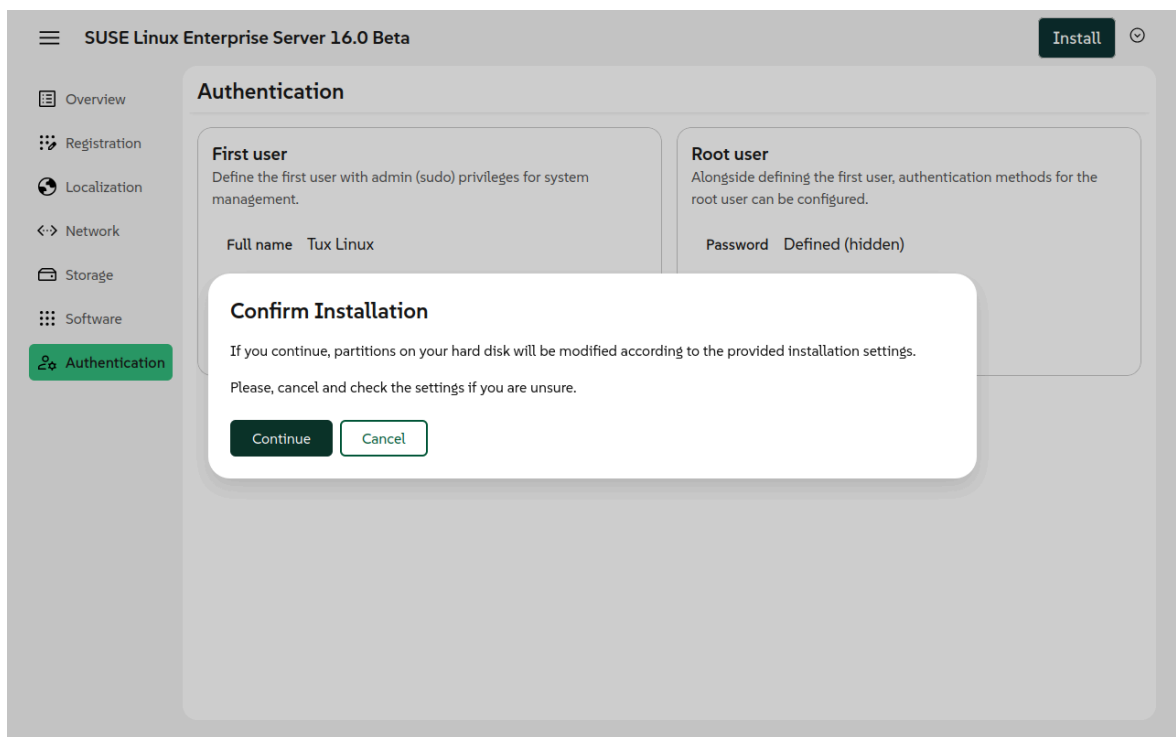 SUSE Linux Enterprise Server 16.0 Beta
Install
Overview
Registration
Localization
Network
Storage
Software
Authentication
Authentication
First user
Define the first user with admin (sudo) privileges for system
management.
Full name Tux Linux
Root user
Alongside defining the first user, authentication methods for the
root user can be configured.
Password Defined (hidden)
Confirm Installation
If you continue, partitions on your hard disk will be modified according to the provided installation settings.
Please, cancel and check the settings if you are unsure.
Continue
Cancel